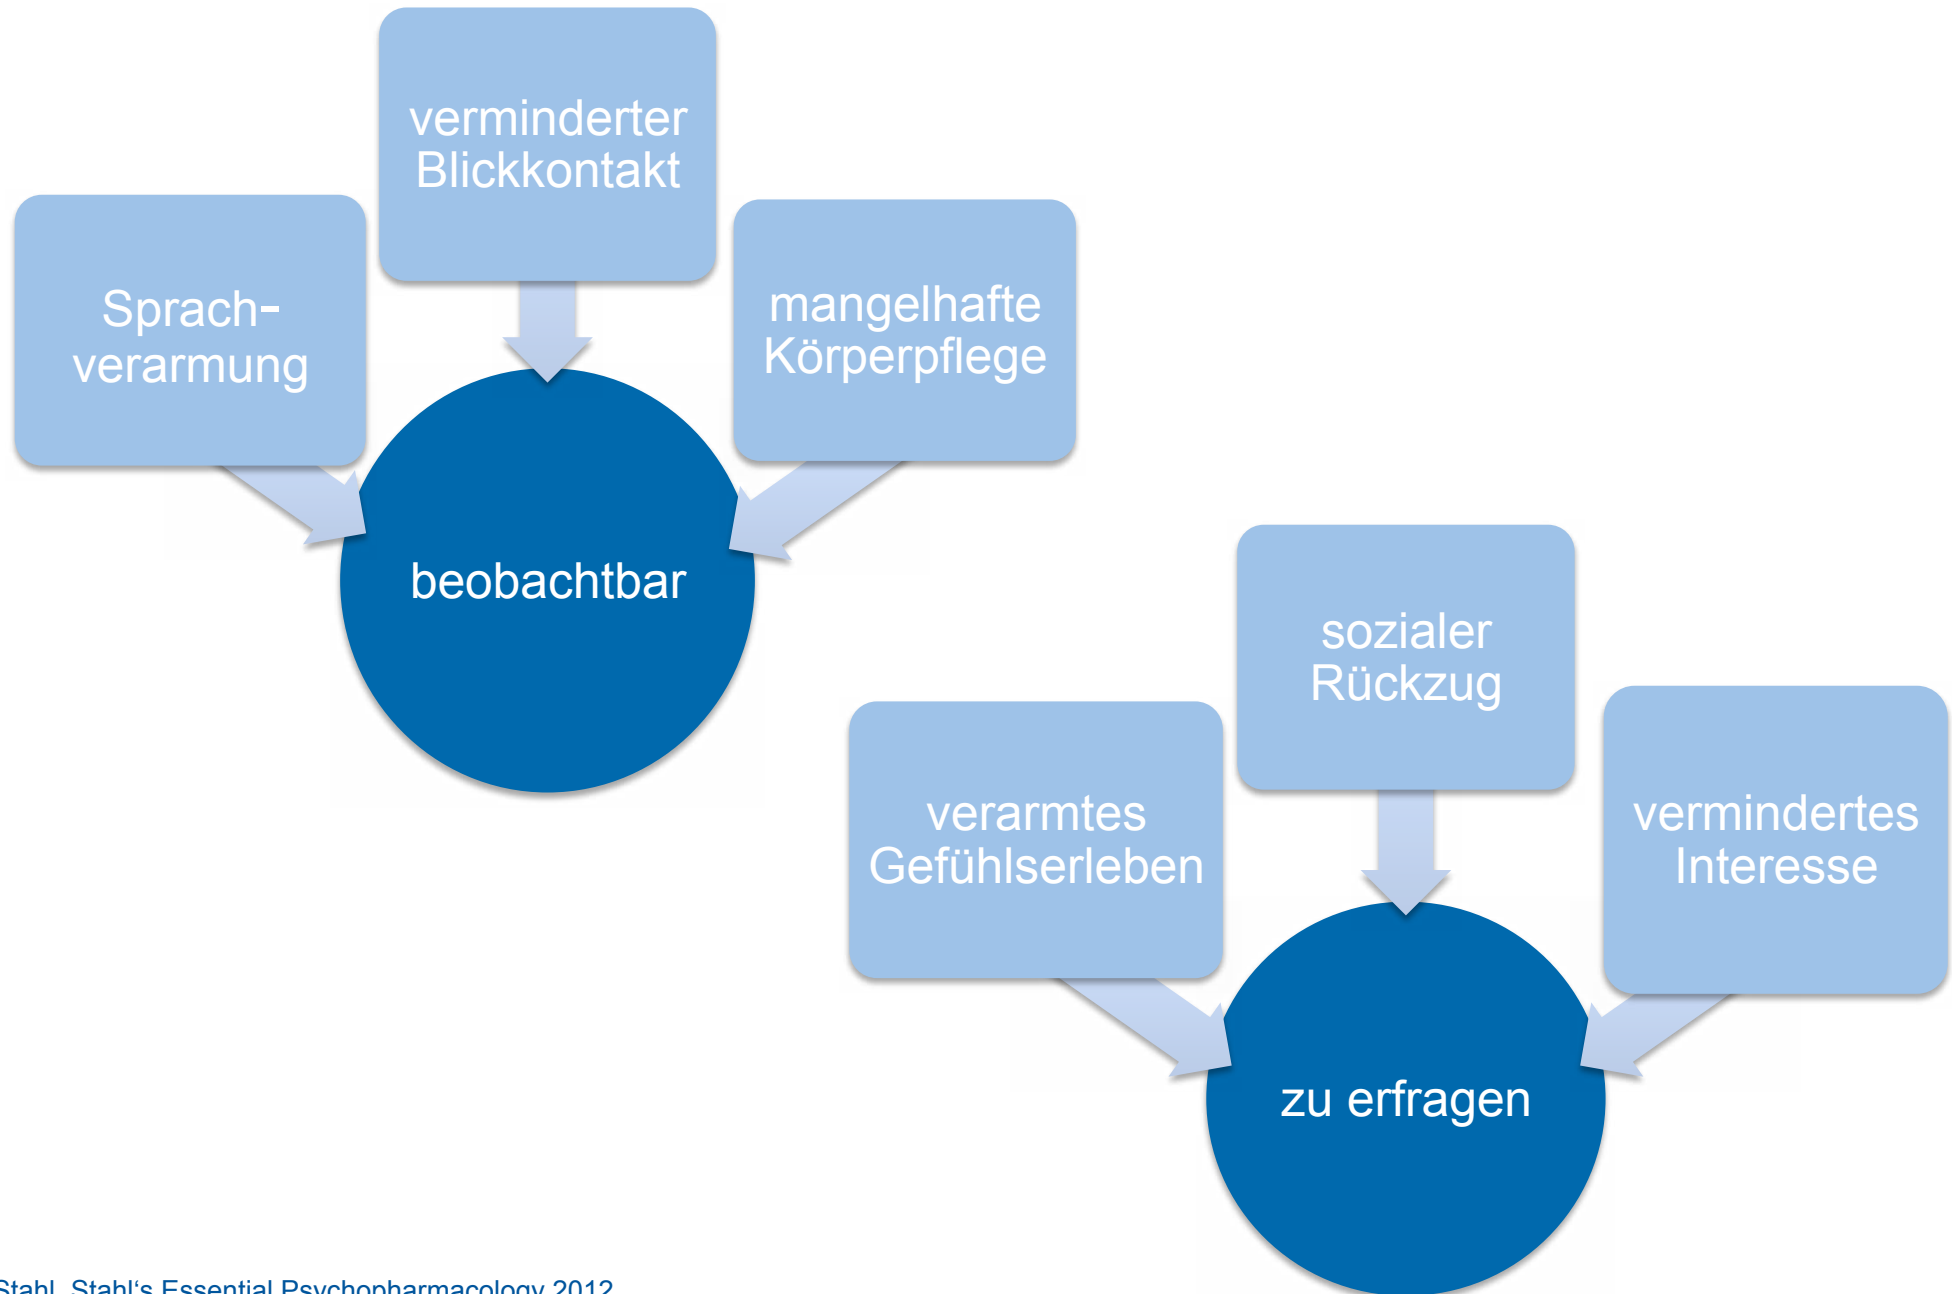 verminderter
Blickkontakt
Sprach-
verarmung
mangelhafte
Körperpflege
beobachtbar
sozialer
Rückzug
verarmtes
Gefühlserleben
vermindertes
Interesse
zu erfragen
Stahl, Stahl‘s Essential Psychopharmacology 2012